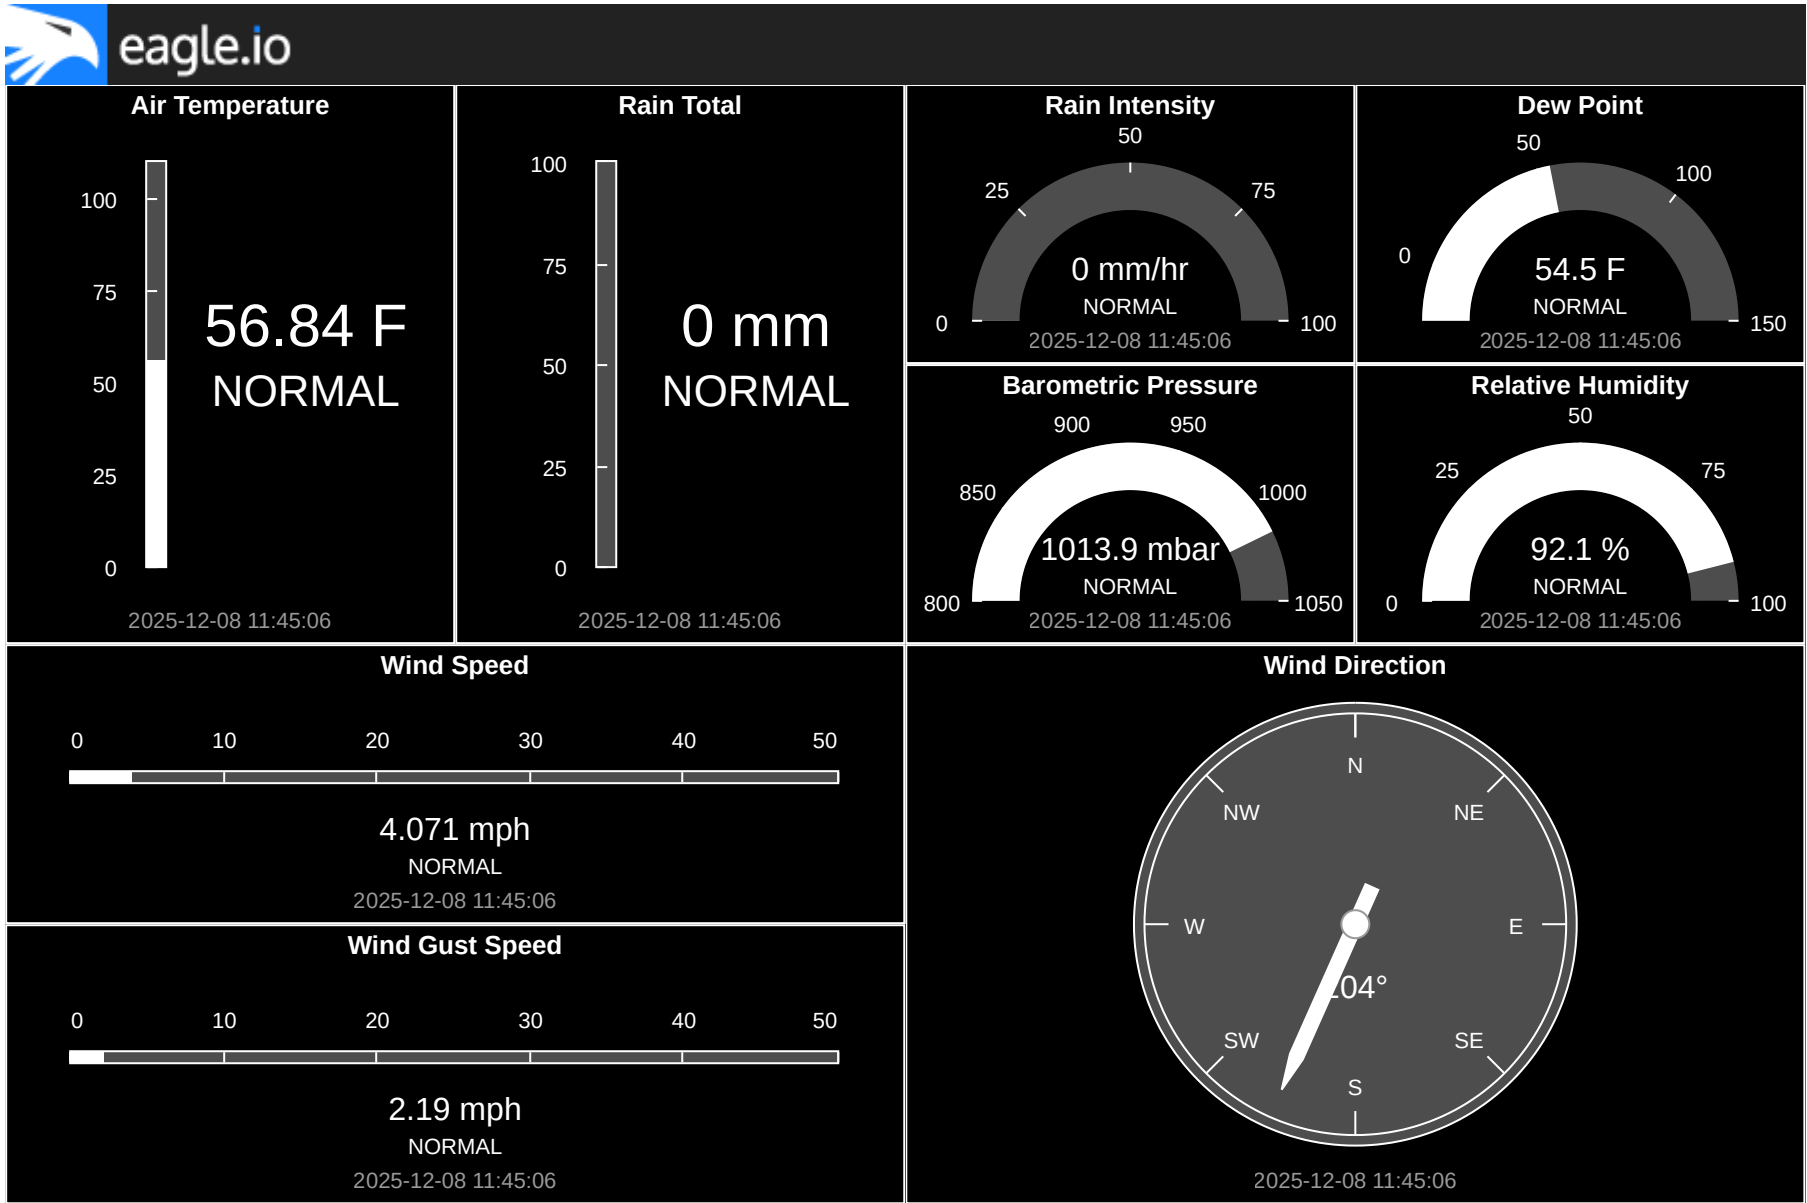 eagle.io
Air Temperature
100
75
50
25
0
56.84 F
NORMAL
2025-12-08 11:45:06
Rain Total
100
75
50
25
0
0 mm
NORMAL
2025-12-08 11:45:06
Rain Intensity
0
25
50
75
100
0 mm/hr
NORMAL
2025-12-08 11:45:06
Dew Point
0
50
100
150
54.5 F
NORMAL
2025-12-08 11:45:06
Barometric Pressure
800
850
900
950
1000
1050
1013.9 mbar
NORMAL
2025-12-08 11:45:06
Relative Humidity
0
25
50
75
100
92.1 %
NORMAL
2025-12-08 11:45:06
Wind Speed
0 10 20 30 40 50
4.071 mph
NORMAL
2025-12-08 11:45:06
Wind Gust Speed
0 10 20 30 40 50
2.19 mph
NORMAL
2025-12-08 11:45:06
Wind Direction
N
NW NE
W E
SW SE
S
2025-12-08 11:45:06